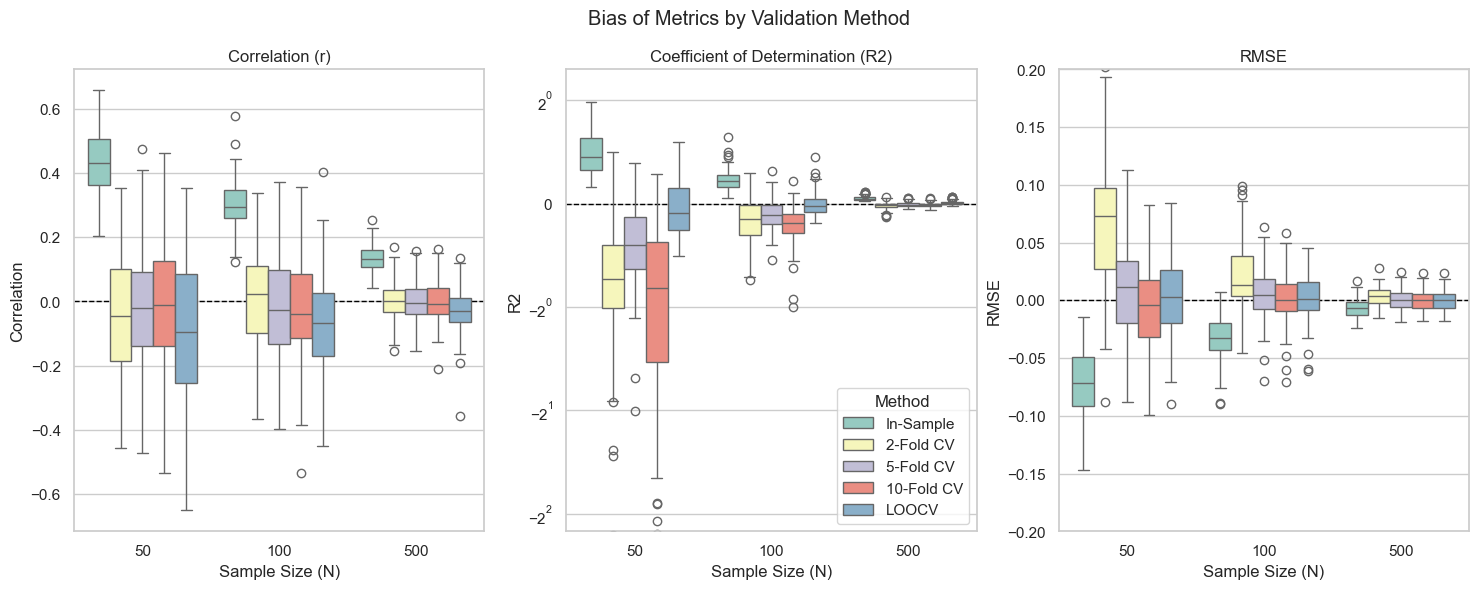 Bias of Metrics by Validation Method
Correlation (r)
Correlation
0.6
0.4
0.2
0.0
−0.2
−0.4
−0.6
50
100
500
Sample Size (N)
Coefficient of Determination (R2)
R2
2⁰
0
−2⁰
−2¹
−2²
50
100
500
Sample Size (N)
Method
In-Sample
2-Fold CV
5-Fold CV
10-Fold CV
LOOCV
RMSE
RMSE
0.20
0.15
0.10
0.05
0.00
−0.05
−0.10
−0.15
−0.20
50
100
500
Sample Size (N)